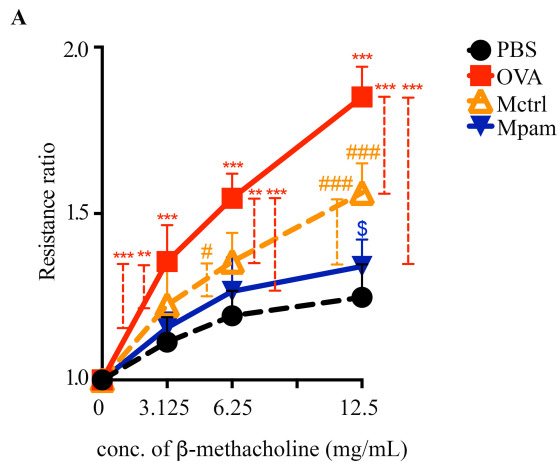 A
2.0
PBS
OVA
Mctrl
Mpam
***
*** ***
###
###
***
** ***
1.5
$
#
*** **
Resistance ratio
1.0
0 3.125 6.25 12.5
conc. of β-methacholine (mg/mL)